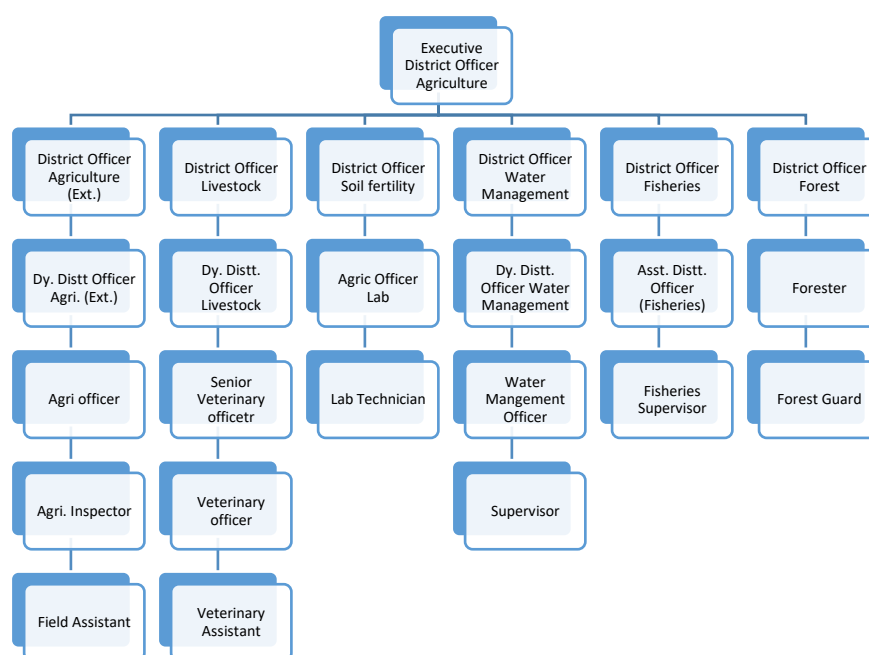 Executive
District Officer
Agriculture
District Officer
Agriculture
(Ext.)
District Officer
Livestock
District Officer
Soil fertility
District Officer
Water
Management
District Officer
Fisheries
District Officer
Forest
Dy. Distt Officer
Agri. (Ext.)
Dy. Distt.
Officer
Livestock
Agric Officer
Lab
Dy. Distt.
Officer Water
Management
Asst. Distt.
Officer
(Fisheries)
Forester
Agri officer
Senior
Veterinary
officetr
Lab Technician
Water
Mangement
Officer
Fisheries
Supervisor
Forest Guard
Agri. Inspector
Veterinary
officer
Supervisor
Field Assistant
Veterinary
Assistant